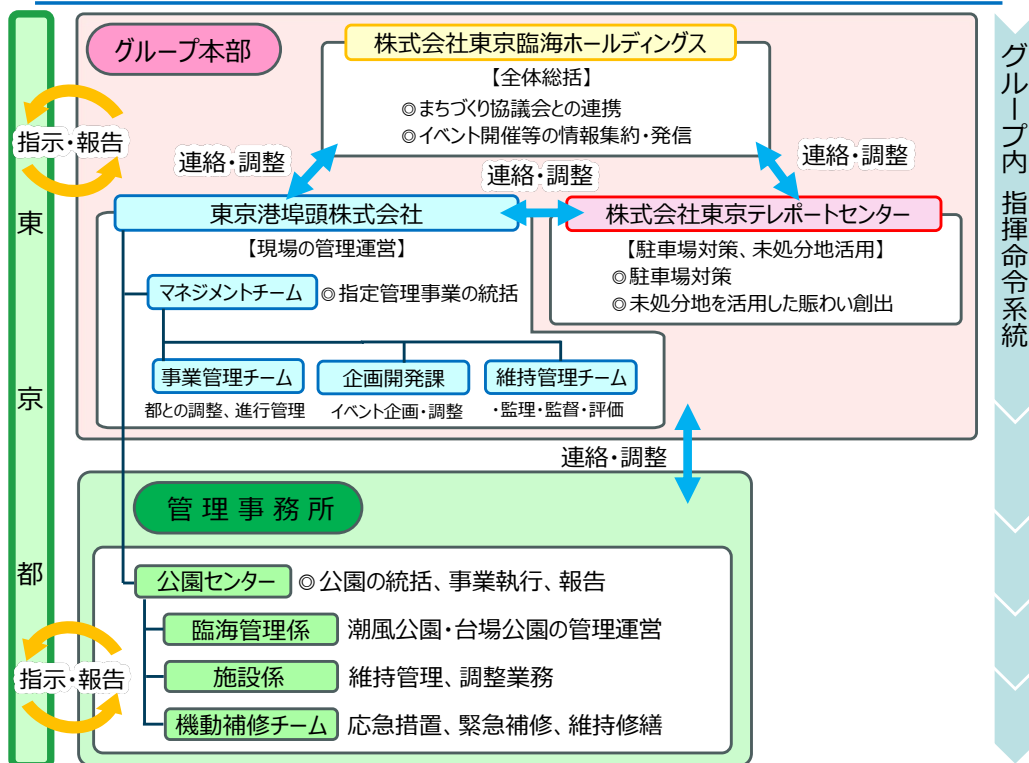 グループ本部
株式会社東京臨海ホールディングス
【全体総括】
◎まちづくり協議会との連携
◎イベント開催等の情報集約・発信
指示・報告
連絡・調整
連絡・調整
連絡・調整
東京港埠頭株式会社
【現場の管理運営】
株式会社東京テレポートセンター
【駐車場対策、未処分地活用】
◎駐車場対策
◎未処分地を活用した賑わい創出
マネジメントチーム ◎指定管理事業の統括
事業管理チーム
都との調整、進行管理
企画開発課
イベント企画・調整
維持管理チーム
・監理・監督・評価
連絡・調整
管理事務所
公園センター ◎公園の統括、事業執行、報告
臨海管理係 潮風公園・台場公園の管理運営
施設係 維持管理、調整業務
機動補修チーム 応急措置、緊急補修、維持修繕
指示・報告
東京都
グループ内 指揮命令系統